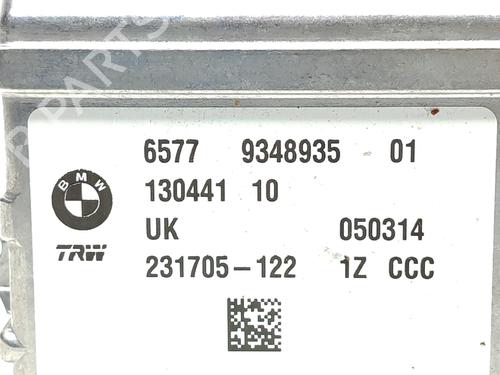 6577 9348935 01
130441 10
UK 050314
231705-122 1Z CCC
BMW
TRW